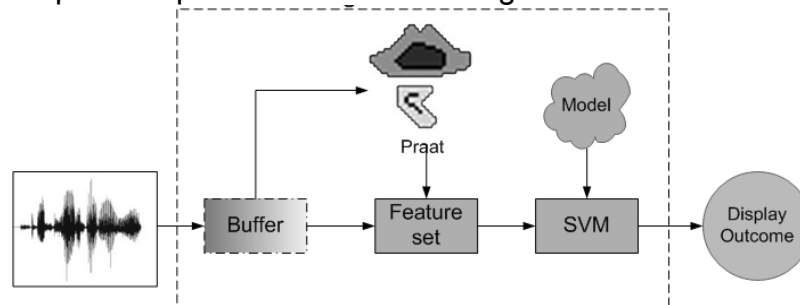 Praat
Model
Buffer
Feature
set
SVM
Display
Outcome